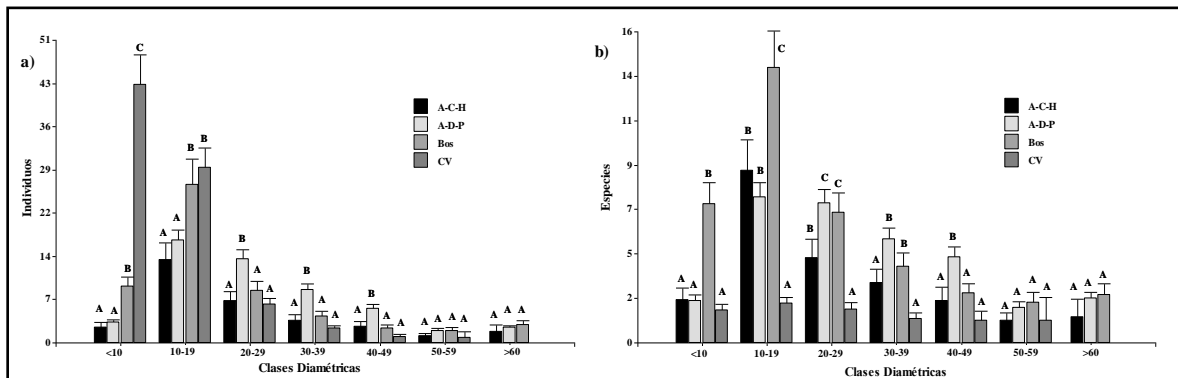 a)
Individuos
51
43
36
29
22
14
7
0
A A B C
A A B B
A B A A
A B A A
A B A A
A A A A
A A A
A-C-H
A-D-P
Bos
CV
<10 10-19 20-29 30-39 40-49 50-59 >60
Clases Diamétricas
b)
Especies
16
14
11
9
7
5
2
0
A A B A
B B C A
B C C A
A B B A
A B A A
A A A A
A A A
A-C-H
A-D-P
Bos
CV
<10 10-19 20-29 30-39 40-49 50-59 >60
Clases Diamétricas